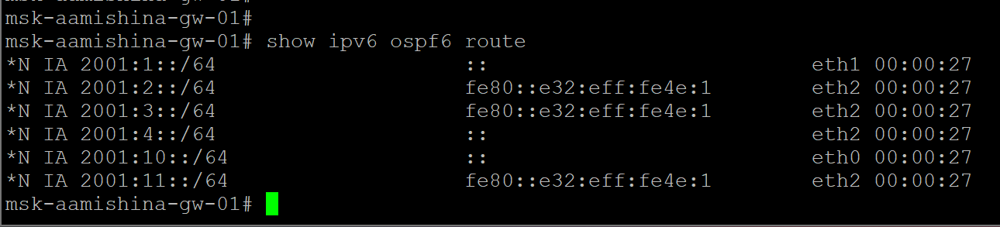 msk-aamishina-gw-01#
msk-aamishina-gw-01# show ipv6 ospf6 route
*N IA 2001:1::/64                    ::                         eth1 00:00:27
*N IA 2001:2::/64                    fe80::e32:eff:fe4e:1       eth2 00:00:27
*N IA 2001:3::/64                    fe80::e32:eff:fe4e:1       eth2 00:00:27
*N IA 2001:4::/64                    ::                         eth2 00:00:27
*N IA 2001:10::/64                   ::                         eth0 00:00:27
*N IA 2001:11::/64                   fe80::e32:eff:fe4e:1       eth2 00:00:27
msk-aamishina-gw-01#